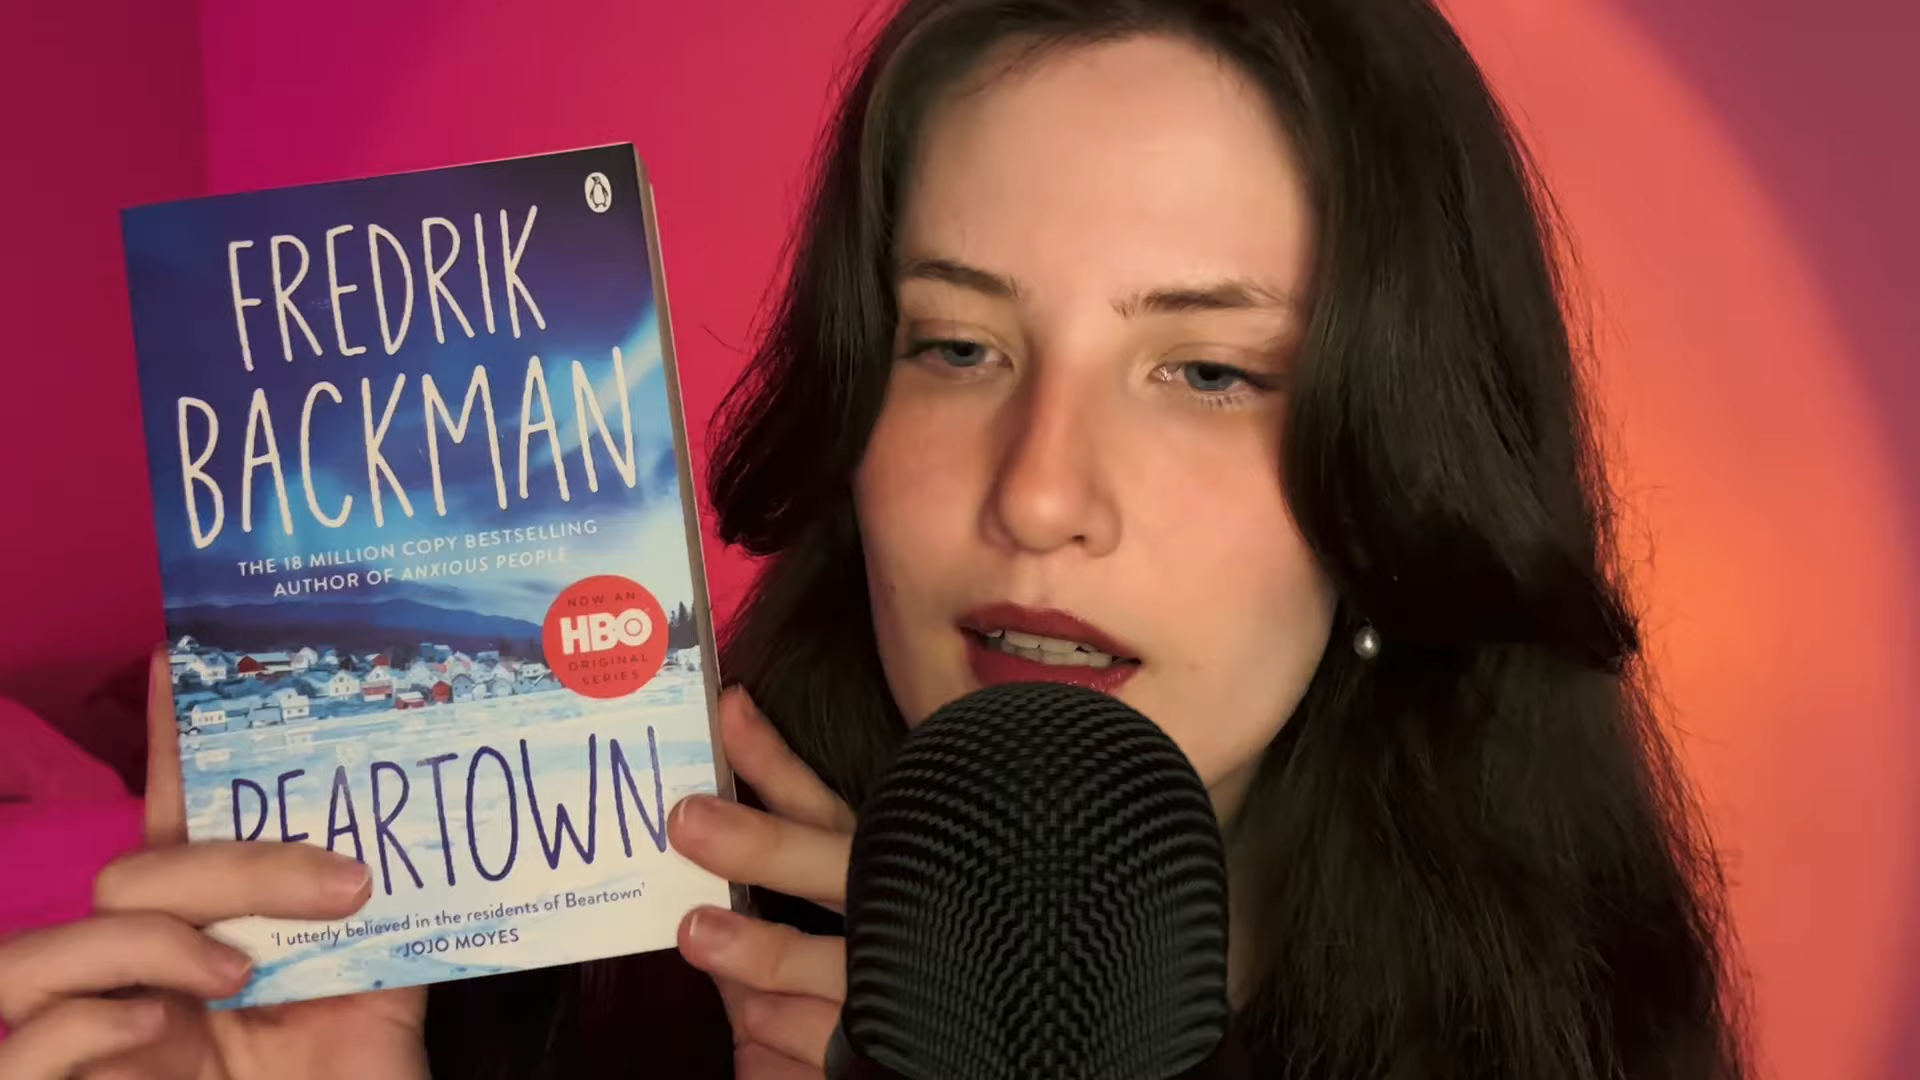 FREDRIK
BACKMAN
THE 18 MILLION COPY BESTSELLING
AUTHOR OF ANXIOUS PEOPLE
NOW AN
HBO
ORIGINAL
SERIES
BEARTOWN
'I utterly believed in the residents of Beartown'
JOJO MOYES